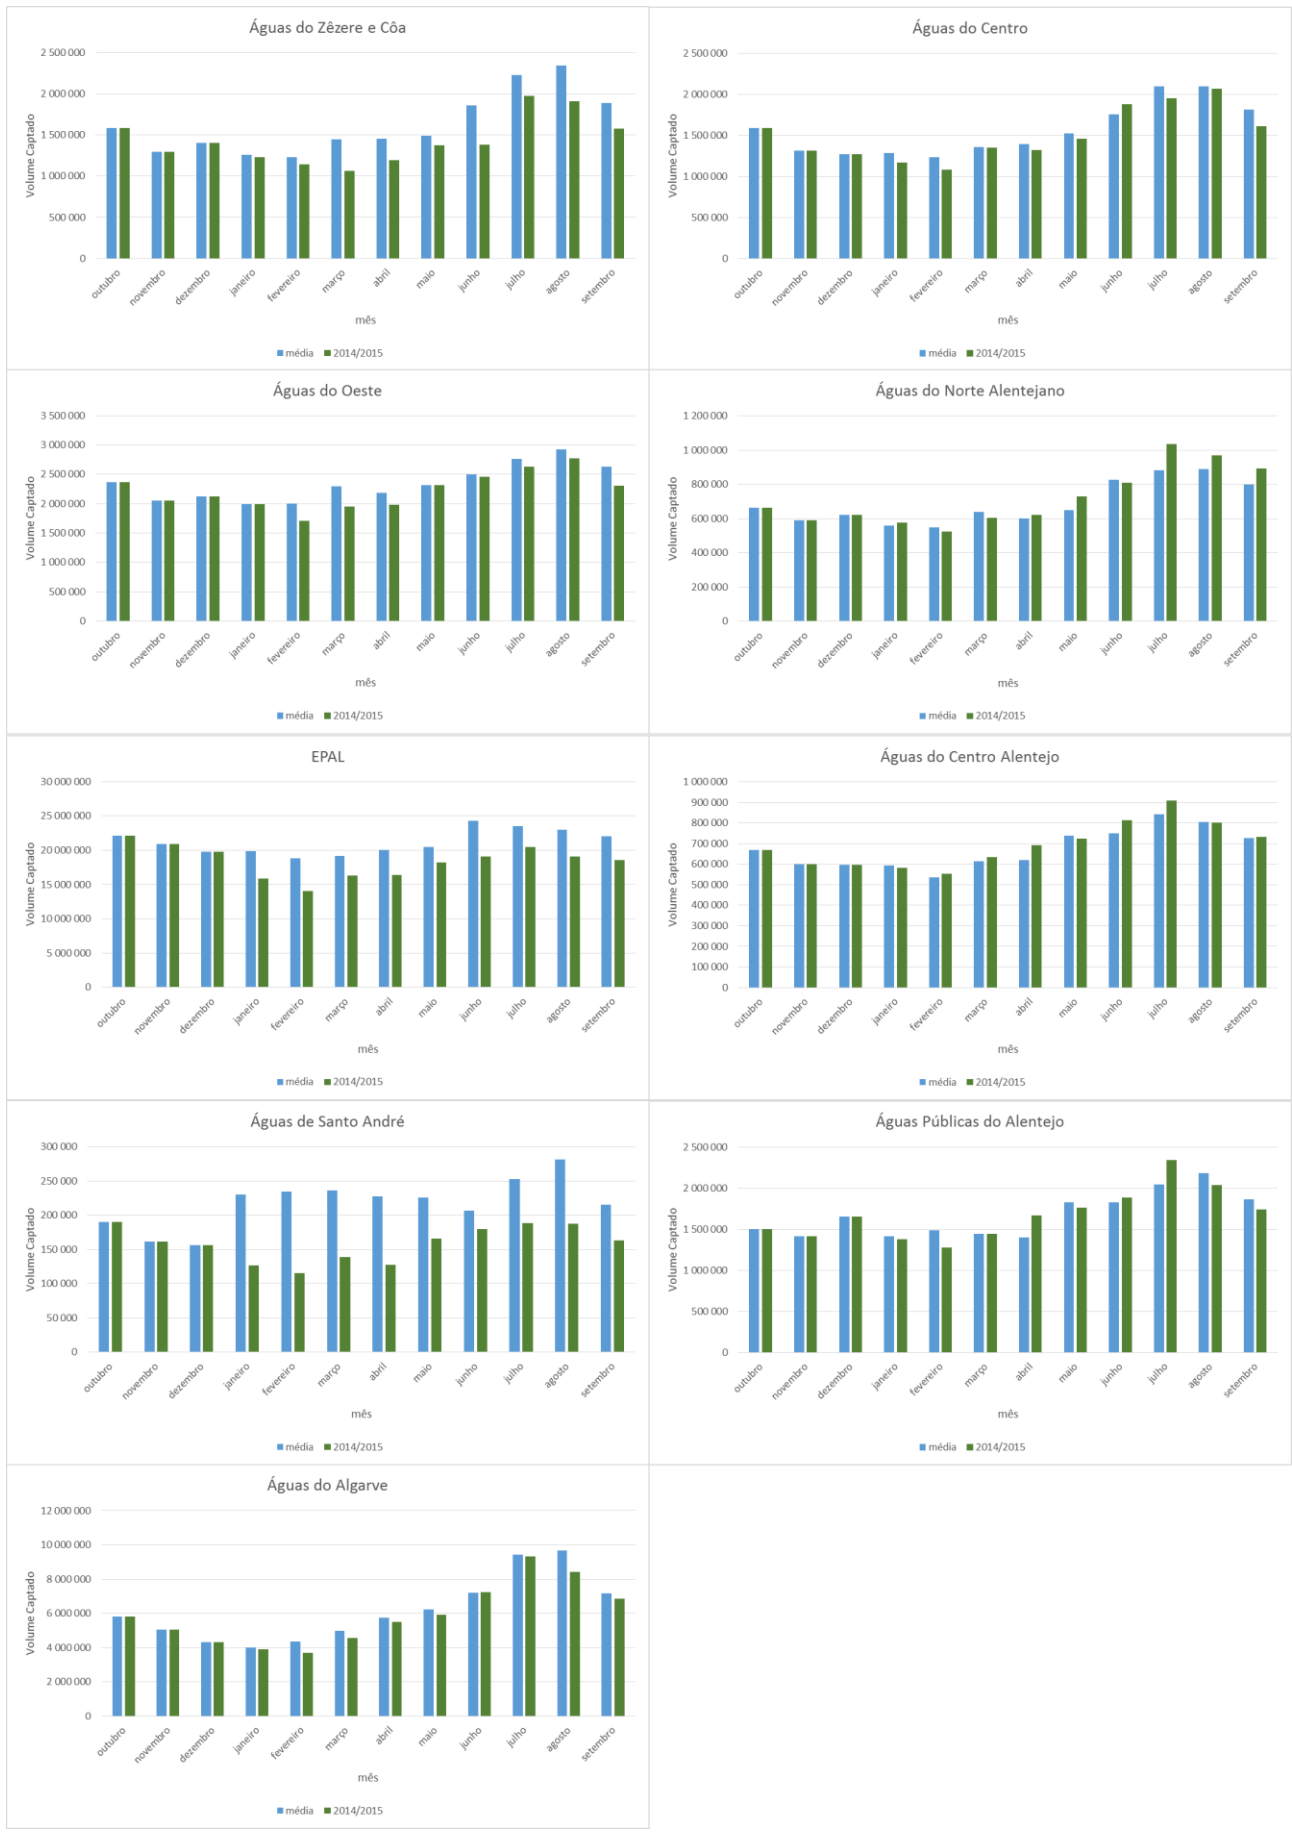 Águas do Zêzere e Côa
2 500 000
2 000 000
1 500 000
1 000 000
500 000
0
Volume Captado
outubro
novembro
dezembro
janeiro
fevereiro
março
abril
maio
junho
julho
agosto
setembro
mês
média 2014/2015
Águas do Centro
2 500 000
2 000 000
1 500 000
1 000 000
500 000
0
Volume Captado
outubro
novembro
dezembro
janeiro
fevereiro
março
abril
maio
junho
julho
agosto
setembro
mês
média 2014/2015
Águas do Oeste
3 500 000
3 000 000
2 500 000
2 000 000
1 500 000
1 000 000
500 000
0
Volume Captado
outubro
novembro
dezembro
janeiro
fevereiro
março
abril
maio
junho
julho
agosto
setembro
mês
média 2014/2015
Águas do Norte Alentejano
1 200 000
1 000 000
800 000
600 000
400 000
200 000
0
Volume Captado
outubro
novembro
dezembro
janeiro
fevereiro
março
abril
maio
junho
julho
agosto
setembro
mês
média 2014/2015
EPAL
30 000 000
25 000 000
20 000 000
15 000 000
10 000 000
5 000 000
0
Volume Captado
outubro
novembro
dezembro
janeiro
fevereiro
março
abril
maio
junho
julho
agosto
setembro
mês
média 2014/2015
Águas do Centro Alentejo
1 000 000
900 000
800 000
700 000
600 000
500 000
400 000
300 000
200 000
100 000
0
Volume Captado
outubro
novembro
dezembro
janeiro
fevereiro
março
abril
maio
junho
julho
agosto
setembro
mês
média 2014/2015
Águas de Santo André
300 000
250 000
200 000
150 000
100 000
50 000
0
Volume Captado
outubro
novembro
dezembro
janeiro
fevereiro
março
abril
maio
junho
julho
agosto
setembro
mês
média 2014/2015
Águas Públicas do Alentejo
2 500 000
2 000 000
1 500 000
1 000 000
500 000
0
Volume Captado
outubro
novembro
dezembro
janeiro
fevereiro
março
abril
maio
junho
julho
agosto
setembro
mês
média 2014/2015
Águas do Algarve
12 000 000
10 000 000
8 000 000
6 000 000
4 000 000
2 000 000
0
Volume Captado
outubro
novembro
dezembro
janeiro
fevereiro
março
abril
maio
junho
julho
agosto
setembro
mês
média 2014/2015